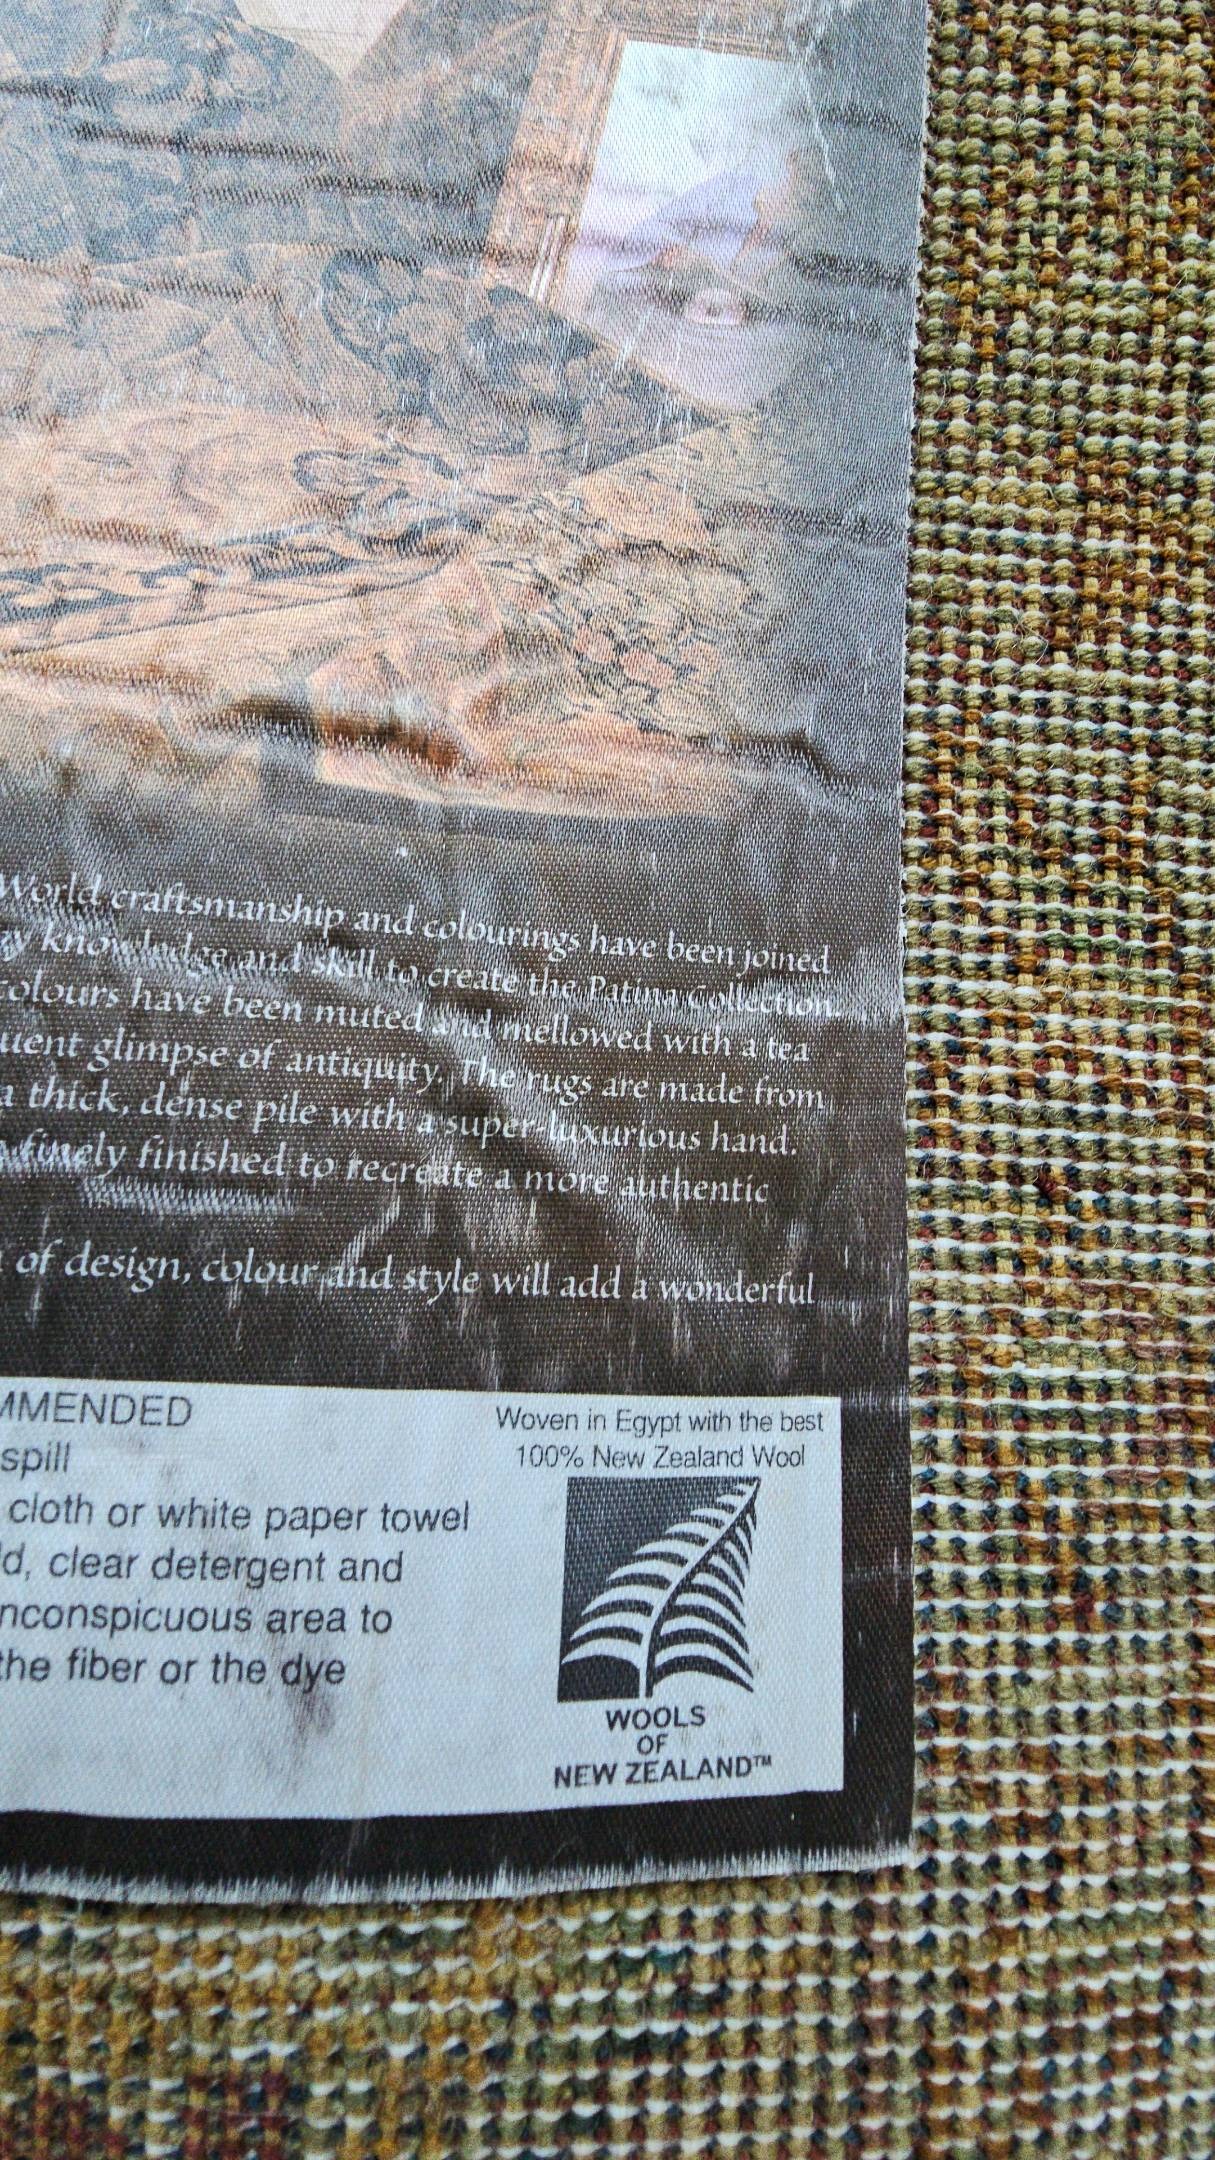 World craftsmanship and colourings have been joined
knowledge and skill to create the Patina Collection.
colours have been muted and mellowed with a tea
uent glimpse of antiquity. The rugs are made from
a thick, dense pile with a super-luxurious hand.
finely finished to recreate a more authentic
of design, colour and style will add a wonderful
MMENDED
spill
cloth or white paper towel
d, clear detergent and
nconspicuous area to
the fiber or the dye
Woven in Egypt with the best
100% New Zealand Wool
WOOLS
OF
NEW ZEALAND™